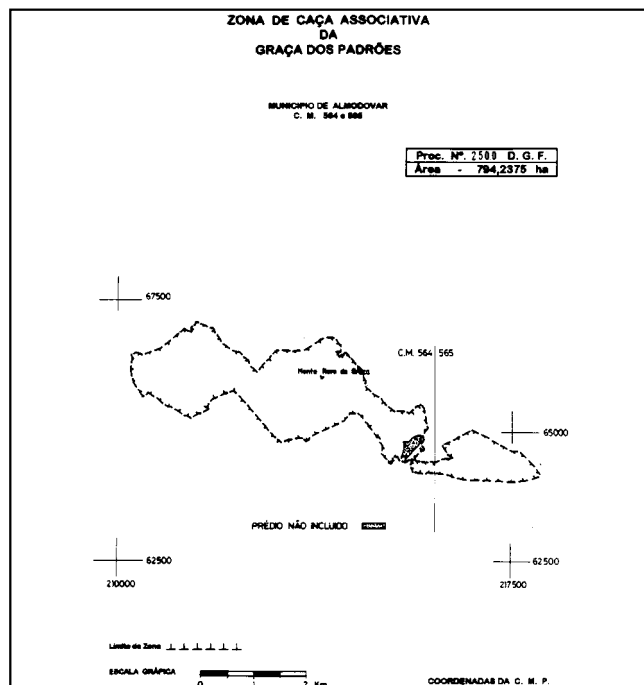 ZONA DE CAÇA ASSOCIATIVA
DA
GRAÇA DOS PADRÕES
MUNICIPIO DE ALMODOVAR
C. M. 564 e 565
Proc. Nº. 2500 D. G. F.
Área - 794,2375 ha
67500
C.M. 564 565
Monte da
65000
PRÉDIO NÃO INCLUIDO
62500
62500
210000
217500
Limite de Zona
ESCALA GRÁFICA
0 1 2 Km
COORDENADAS DA C. M. P.